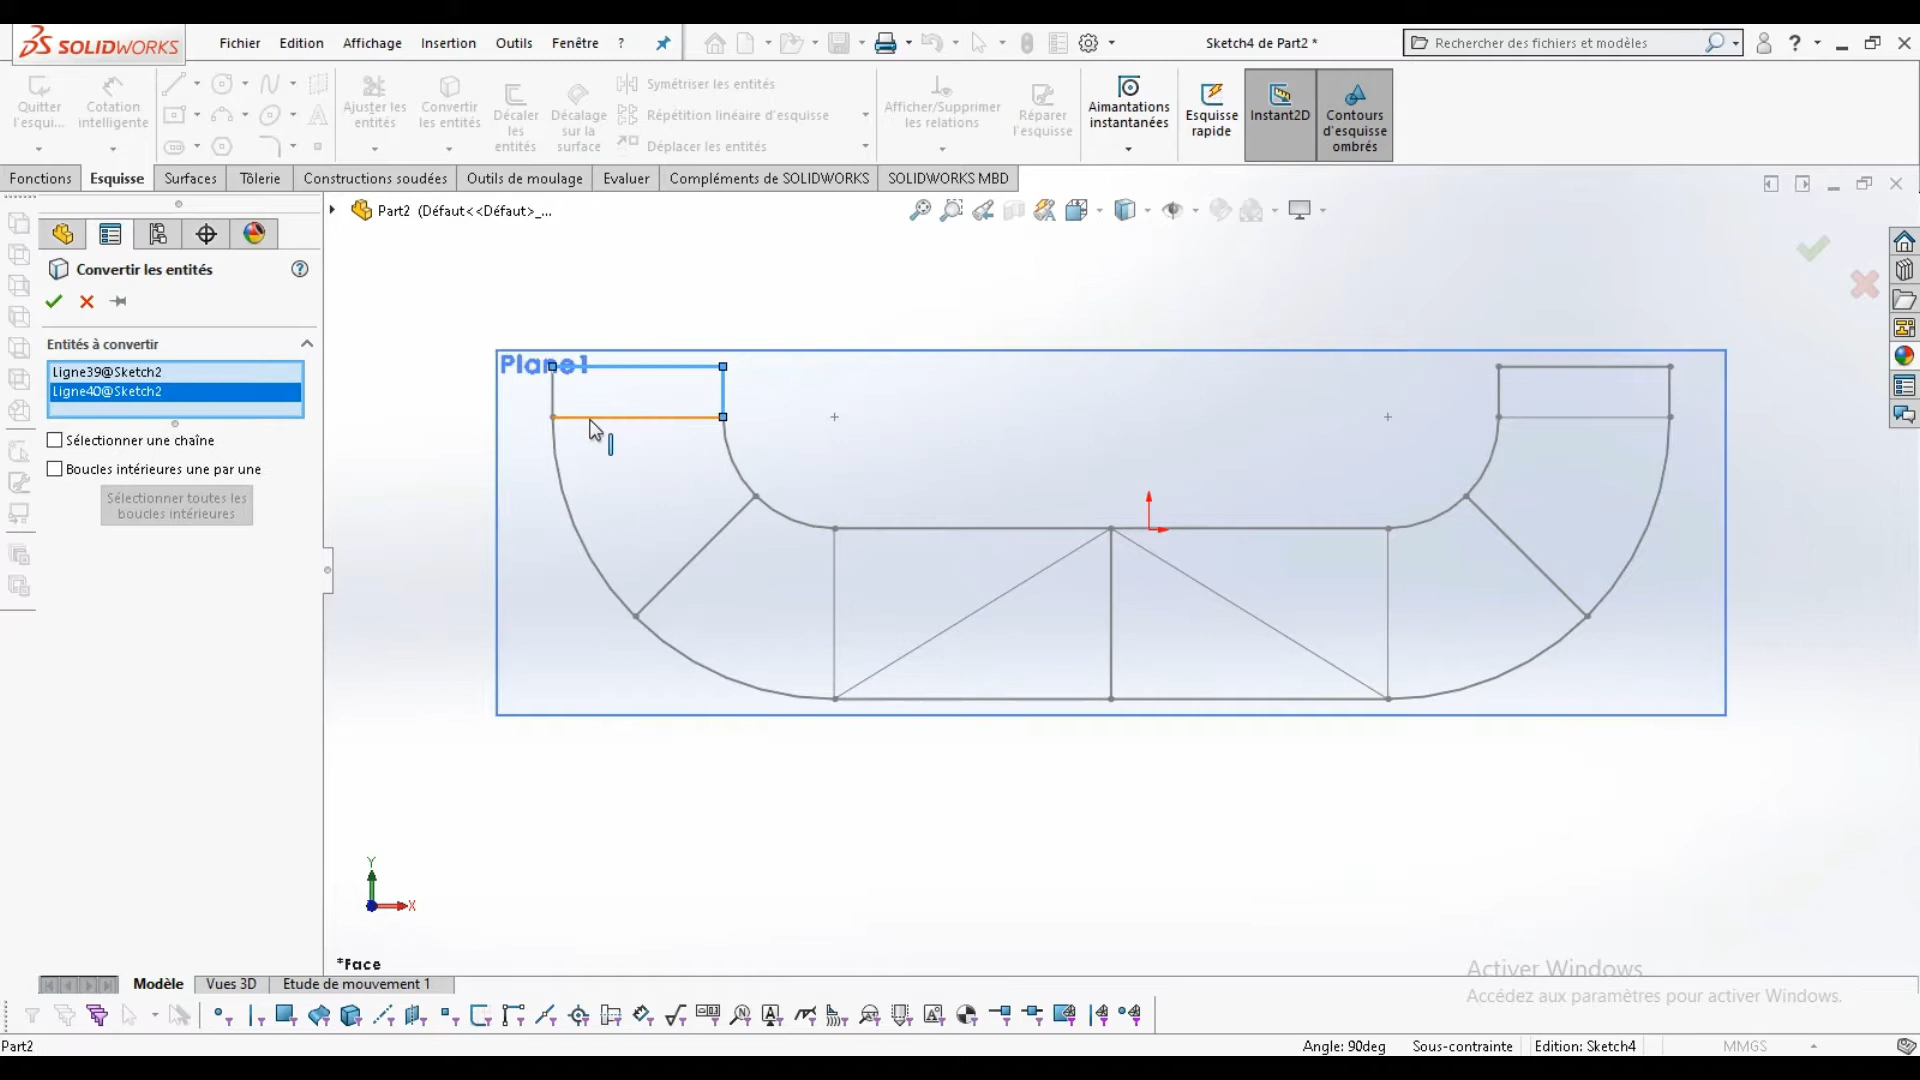 SOLIDWORKS
Fichier
Edition
Affichage
Insertion
Outils
Fenêtre
?
Sketch4 de Part2 *
Rechercher des fichiers et modèles
Quitter
l'esqui...
Cotation
intelligente
Ajuster les
entités
Convertir
les entités
Décaler
les
entités
Décalage
sur la
surface
Symétriser les entités
Répétition linéaire d'esquisse
Déplacer les entités
Afficher/Supprimer
les relations
Réparer
l'esquisse
Aimantations
instantanées
Esquisse
rapide
Instant2D
Contours
d'esquisse
ombrés
Fonctions
Esquisse
Surfaces
Tôlerie
Constructions soudées
Outils de moulage
Evaluer
Compléments de SOLIDWORKS
SOLIDWORKS MBD
Part2 (Défaut<<Défaut>_...
Convertir les entités
Entités à convertir
Ligne39@Sketch2
Ligne40@Sketch2
Sélectionner une chaîne
Boucles intérieures une par une
Sélectionner toutes les
boucles intérieures
Plane1
Y
X
*Face
Activer Windows
Accédez aux paramètres pour activer Windows.
Modèle
Vues 3D
Etude de mouvement 1
Part2
Angle: 90deg
Sous-contrainte
Edition: Sketch4
MMGS